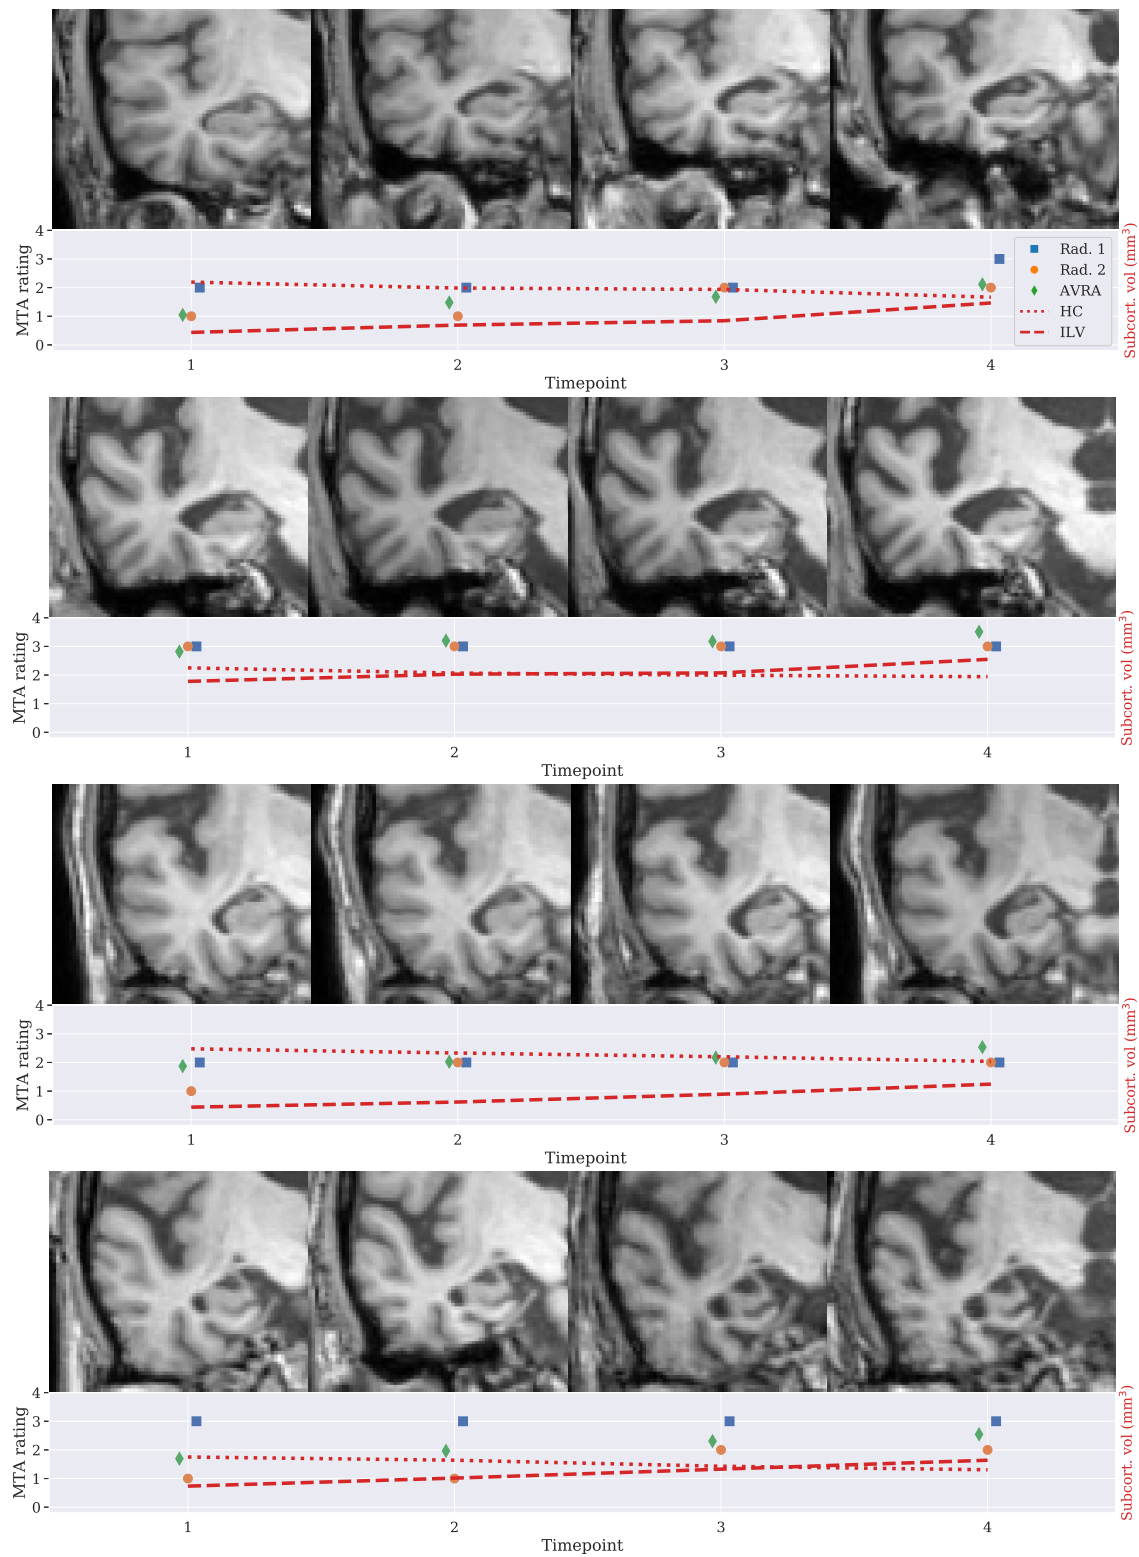 4
3
2
1
0
MTA rating
Subcort. vol (mm³)
Rad. 1
Rad. 2
AVRA
HC
ILV
1 2 3 4
Timepoint
4
3
2
1
0
MTA rating
Subcort. vol (mm³)
1 2 3 4
Timepoint
4
3
2
1
0
MTA rating
Subcort. vol (mm³)
1 2 3 4
Timepoint
4
3
2
1
0
MTA rating
Subcort. vol (mm³)
1 2 3 4
Timepoint